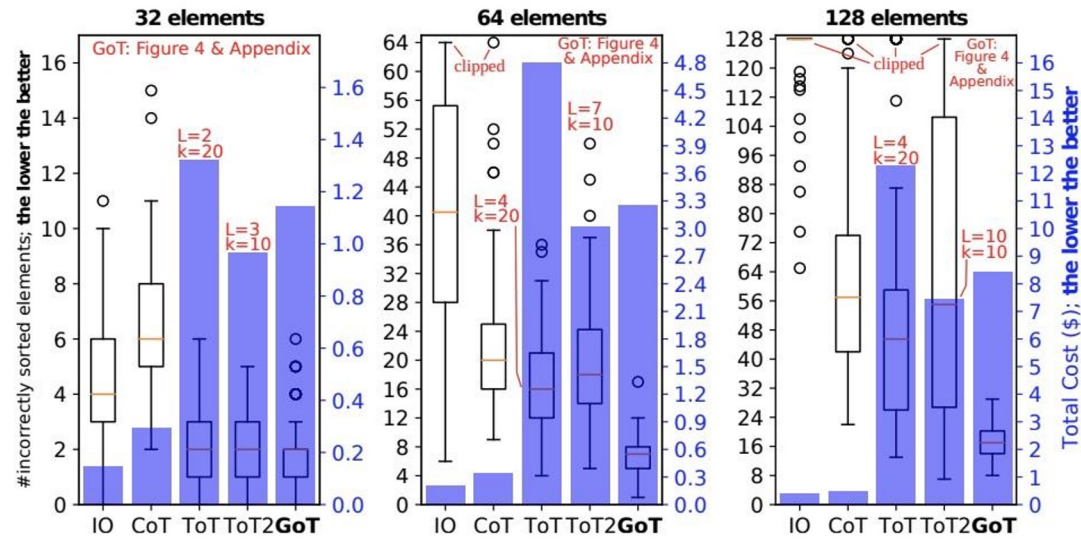 32 elements
64 elements
128 elements
#incorrectly sorted elements; the lower the better
GoT: Figure 4 & Appendix
16
14
12
10
8
6
4
2
0
L=2
k=20
L=3
k=10
1.6
1.4
1.2
1.0
0.8
0.6
0.4
0.2
0.0
IO
CoT
ToT
ToT2
GoT
64
60
56
52
48
44
40
36
32
28
24
20
16
12
8
4
0
clipped
GoT: Figure 4
& Appendix
L=4
k=20
L=7
k=10
4.8
4.5
4.2
3.9
3.6
3.3
3.0
2.7
2.4
2.1
1.8
1.5
1.2
0.9
0.6
0.3
0.0
IO
CoT
ToT
ToT2
GoT
128
120
112
104
96
88
80
72
64
56
48
40
32
24
16
8
0
clipped
GoT:
Figure 4
&
Appendix
L=4
k=20
L=10
k=10
16
15
14
13
12
11
10
9
8
7
6
5
4
3
2
1
0
IO
CoT
ToT
ToT2
GoT
Total Cost ($); the lower the better